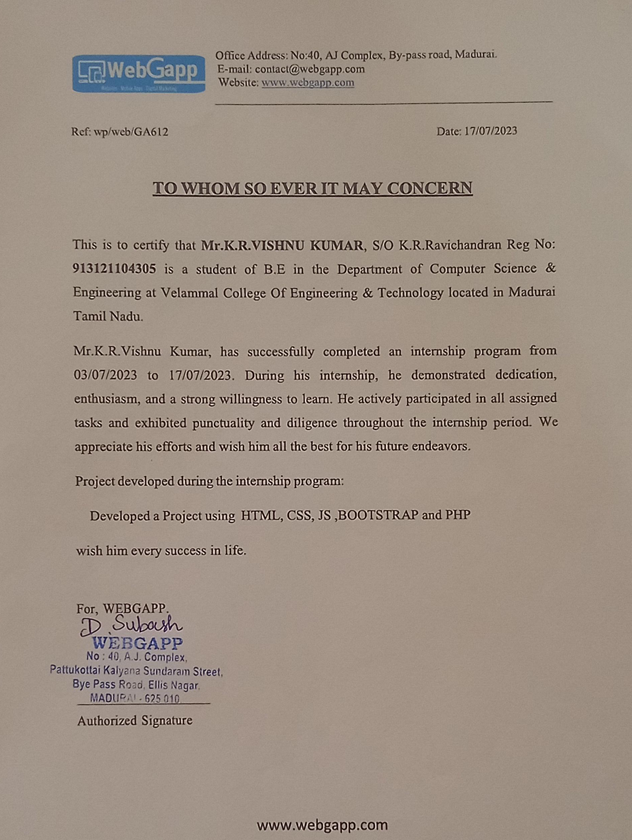 WebGapp
Office Address: No:40, AJ Complex, By-pass road, Madurai.
E-mail: contact@webgapp.com
Website: www.webgapp.com
Ref: wp/web/GA612
Date: 17/07/2023
TO WHOM SO EVER IT MAY CONCERN
This is to certify that Mr.K.R.VISHNU KUMAR, S/O K.R.Ravichandran Reg No:
913121104305 is a student of B.E in the Department of Computer Science &
Engineering at Velammal College Of Engineering & Technology located in Madurai
Tamil Nadu.
Mr.K.R.Vishnu Kumar, has successfully completed an internship program from
03/07/2023 to 17/07/2023. During his internship, he demonstrated dedication,
enthusiasm, and a strong willingness to learn. He actively participated in all assigned
tasks and exhibited punctuality and diligence throughout the internship period. We
appreciate his efforts and wish him all the best for his future endeavors.
Project developed during the internship program:
Developed a Project using HTML, CSS, JS ,BOOTSTRAP and PHP
wish him every success in life.
For, WEBGAPP.
D. Subash
WEBGAPP
No : 40, A.J. Complex,
Pattukottai Kalyana Sundaram Street,
Bye Pass Road, Ellis Nagar,
MADURAI - 625 010
Authorized Signature
www.webgapp.com